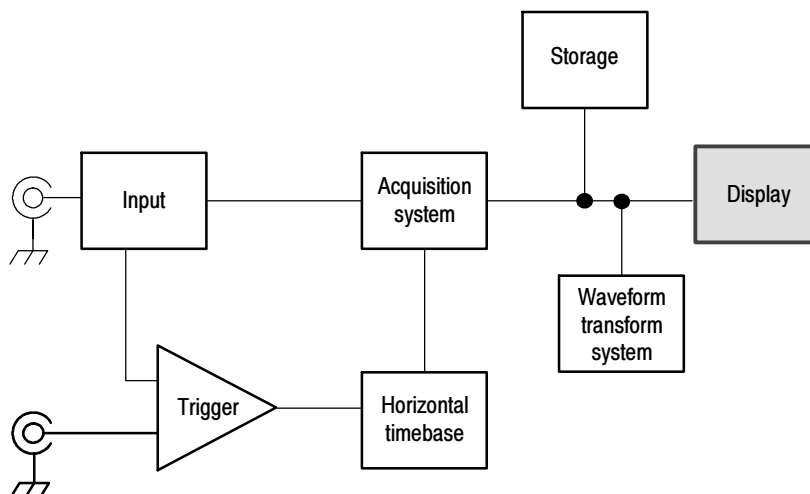 Storage
Input
Acquisition
system
Display
Waveform
transform
system
Trigger
Horizontal
timebase